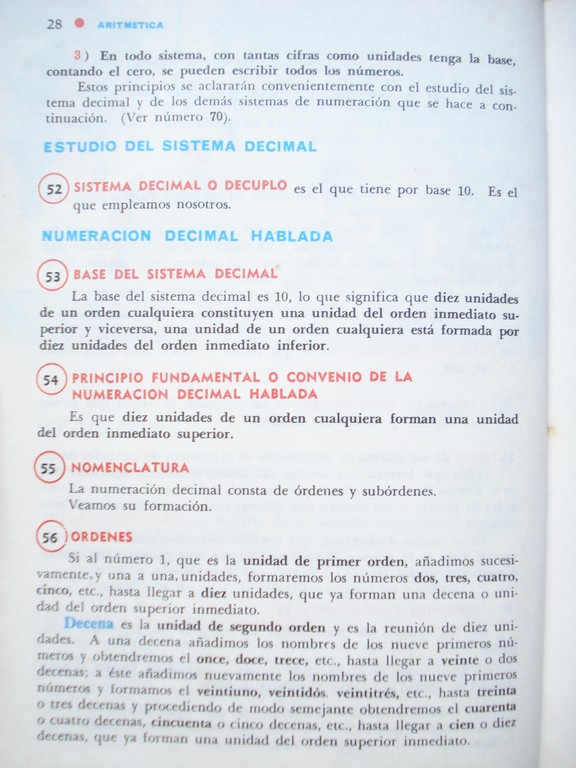 28 ● ARITMETICA
3) En todo sistema, con tantas cifras como unidades tenga la base,
contando el cero, se pueden escribir todos los números.
Estos principios se aclararán convenientemente con el estudio del sis-
tema decimal y de los demás sistemas de numeración que se hace a con-
tinuación. (Ver número 70).
ESTUDIO DEL SISTEMA DECIMAL
52 SISTEMA DECIMAL O DECUPLO es el que tiene por base 10. Es el
que empleamos nosotros.
NUMERACION DECIMAL HABLADA
53 BASE DEL SISTEMA DECIMAL
La base del sistema decimal es 10, lo que significa que diez unidades
de un orden cualquiera constituyen una unidad del orden inmediato su-
perior y viceversa, una unidad de un orden cualquiera está formada por
diez unidades del orden inmediato inferior.
54 PRINCIPIO FUNDAMENTAL O CONVENIO DE LA
NUMERACION DECIMAL HABLADA
Es que diez unidades de un orden cualquiera forman una unidad
del orden inmediato superior.
55 NOMENCLATURA
La numeración decimal consta de órdenes y subórdenes.
Veamos su formación.
56 ORDENES
Si al número 1, que es la unidad de primer orden, añadimos sucesi-
vamente, y una a una, unidades, formaremos los números dos, tres, cuatro,
cinco, etc., hasta llegar a diez unidades, que ya forman una decena o uni-
dad del orden superior inmediato.
Decena es la unidad de segundo orden y es la reunión de diez uni-
dades. A una decena añadimos los nombres de los nueve primeros nú-
meros y obtendremos el once, doce, trece, etc., hasta llegar a veinte o dos
decenas; a éste añadimos nuevamente los nombres de los nueve primeros
números y formamos el veintiuno, veintidós. veintitrés, etc., hasta treinta
o tres decenas y procediendo de modo semejante obtendremos el cuarenta
o cuatro decenas, cincuenta o cinco decenas, etc., hasta llegar a cien o diez
decenas, que ya forman una unidad del orden superior inmediato.